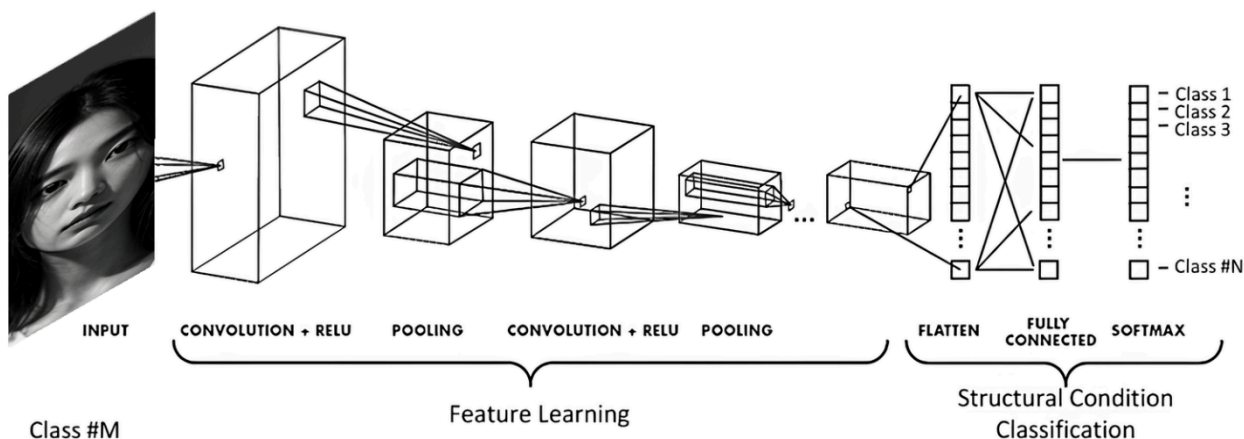 Class 1
Class 2
Class 3
Class #N
INPUT
CONVOLUTION + RELU
POOLING
CONVOLUTION + RELU
POOLING
FLATTEN
FULLY
CONNECTED
SOFTMAX
Class #M
Feature Learning
Structural Condition
Classification